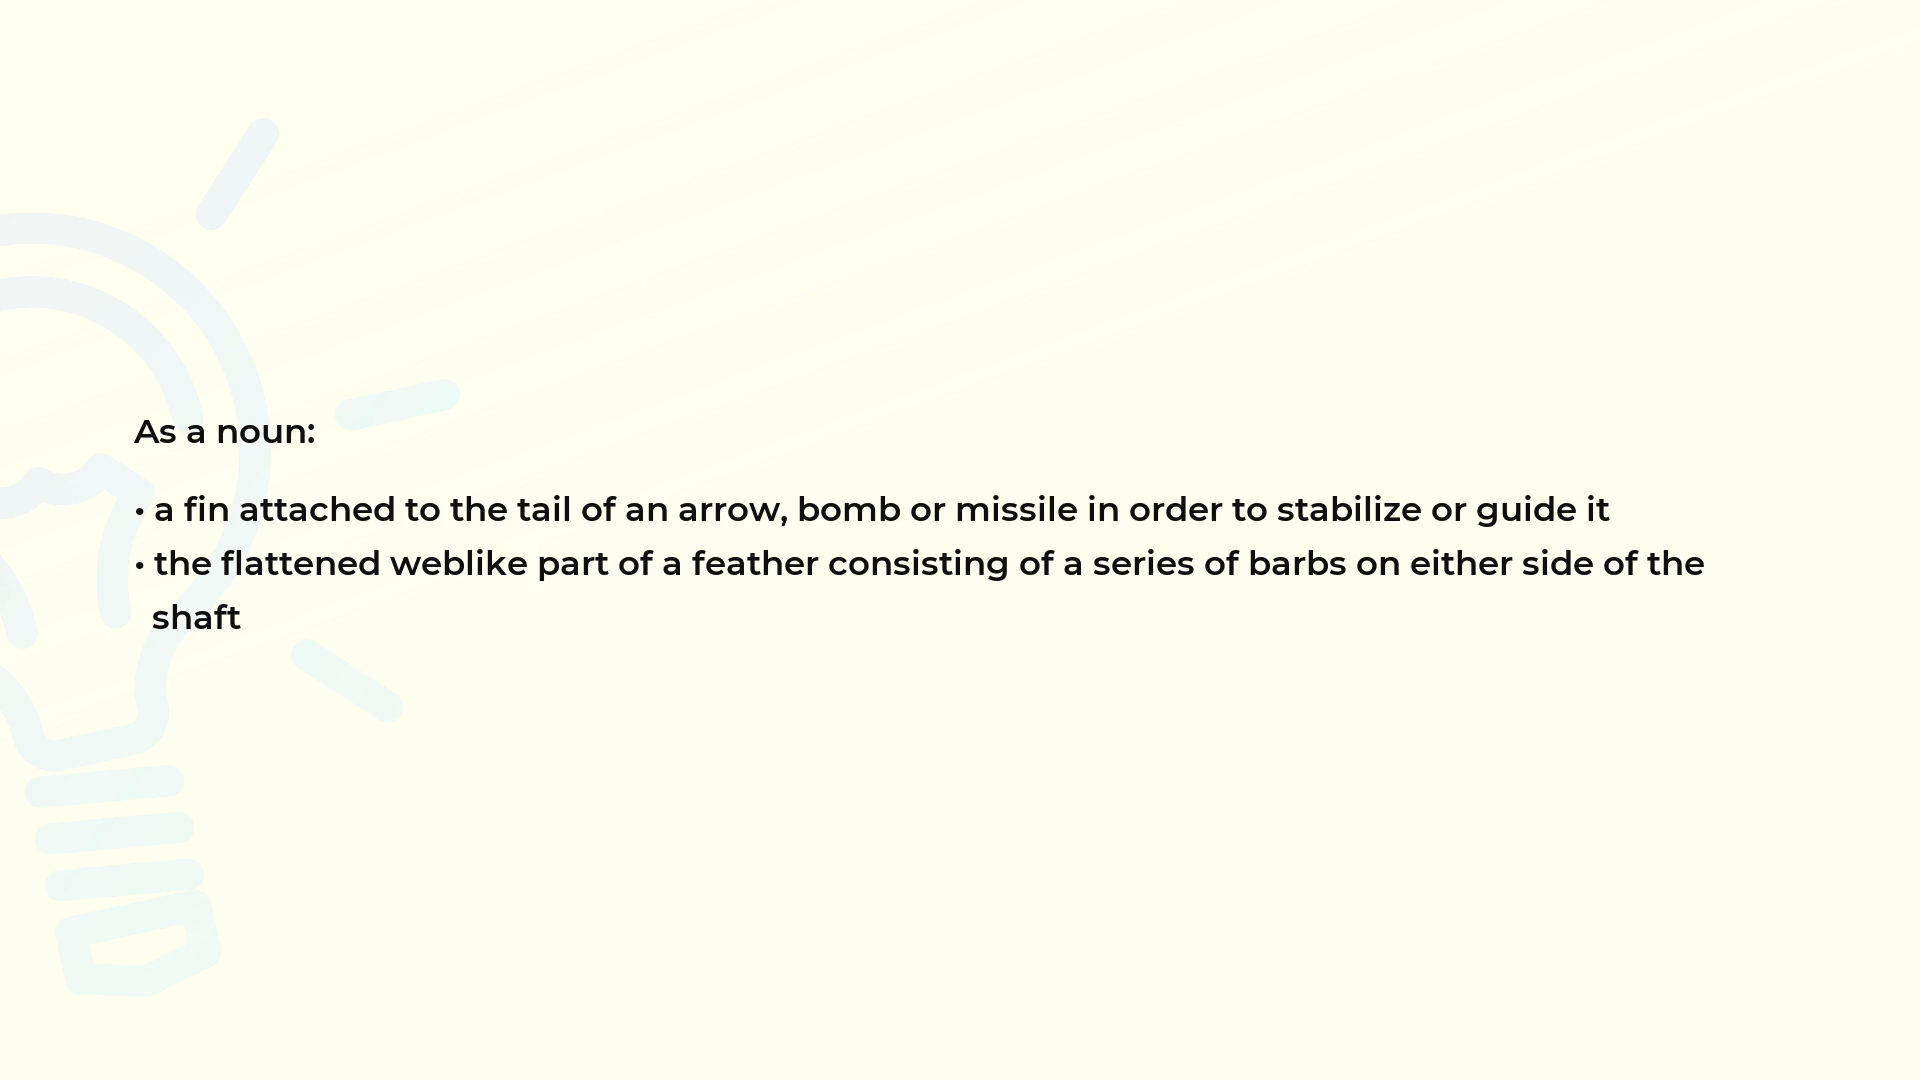 As a noun:
• a fin attached to the tail of an arrow, bomb or missile in order to stabilize or guide it
• the flattened weblike part of a feather consisting of a series of barbs on either side of the
shaft